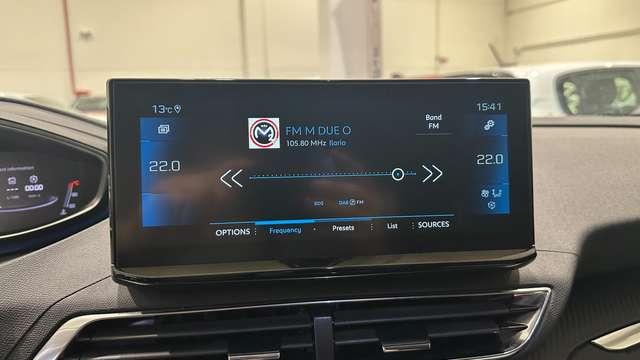 13°C
15:41
FM M DUE O
105.80 MHz Ilario
Band
FM
22.0
22.0
DAB FM
OPTIONS
Frequency
Presets
List
SOURCES